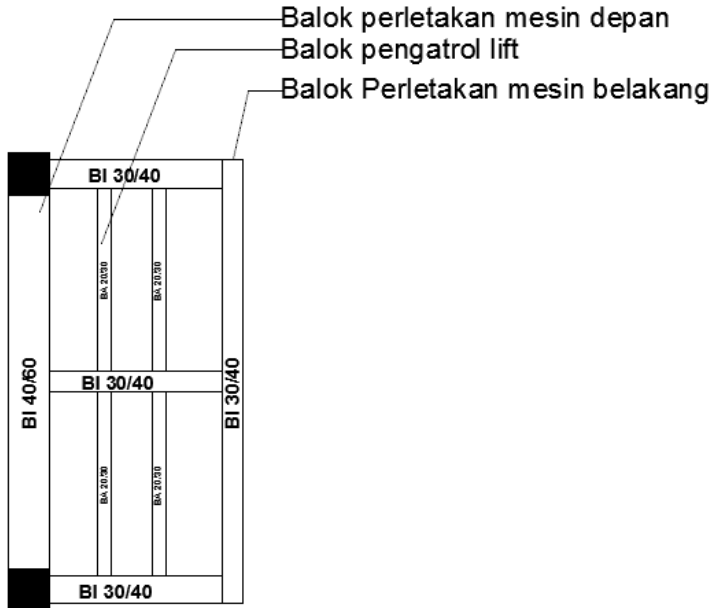 Balok perletakan mesin depan
Balok pengatrol lift
Balok Perletakan mesin belakang
BI 30/40
BA 20/30
BA 20/30
BI 40/60
BI 30/40
BI 30/40
BA 20/30
BA 20/30
BI 30/40